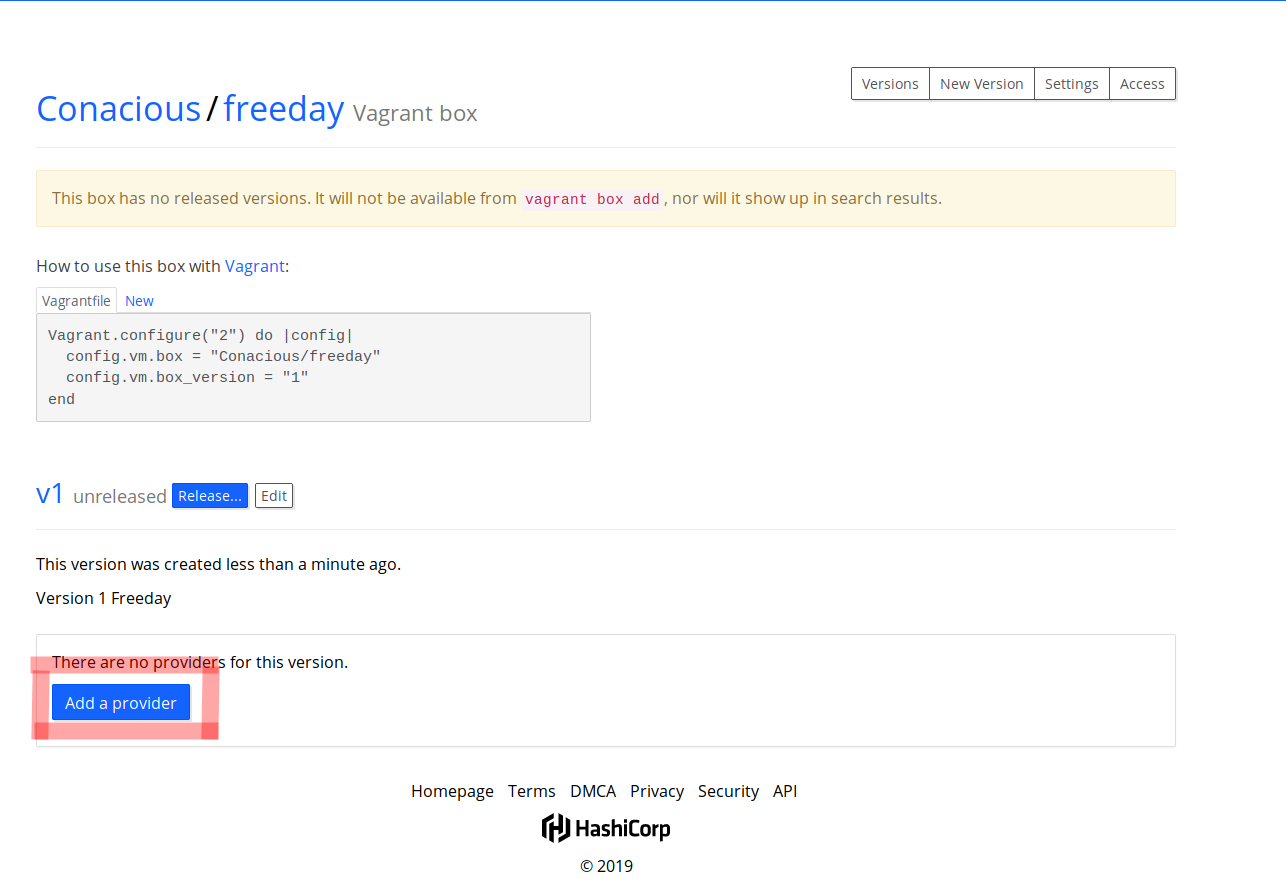 Versions New Version Settings Access
Conacious/freeday Vagrant box
This box has no released versions. It will not be available from vagrant box add, nor will it show up in search results.
How to use this box with Vagrant:
Vagrantfile New
Vagrant.configure("2") do |config|
  config.vm.box = "Conacious/freeday"
  config.vm.box_version = "1"
end
v1 unreleased Release... Edit
This version was created less than a minute ago.
Version 1 Freeday
There are no providers for this version.
Add a provider
Homepage Terms DMCA Privacy Security API
HashiCorp
© 2019